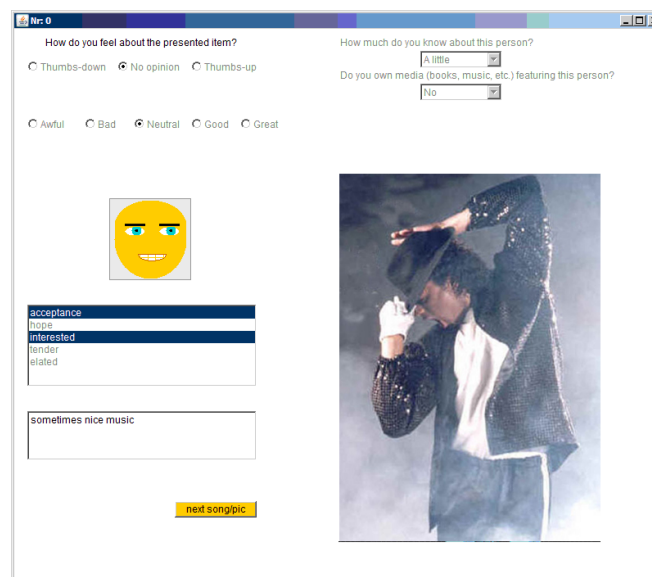 Nr: 0
How do you feel about the presented item?
Thumbs-down No opinion Thumbs-up
Awful Bad Neutral Good Great
acceptance
hope
interested
tender
elated
sometimes nice music
next song/pic
How much do you know about this person?
A little
Do you own media (books, music, etc.) featuring this person?
No